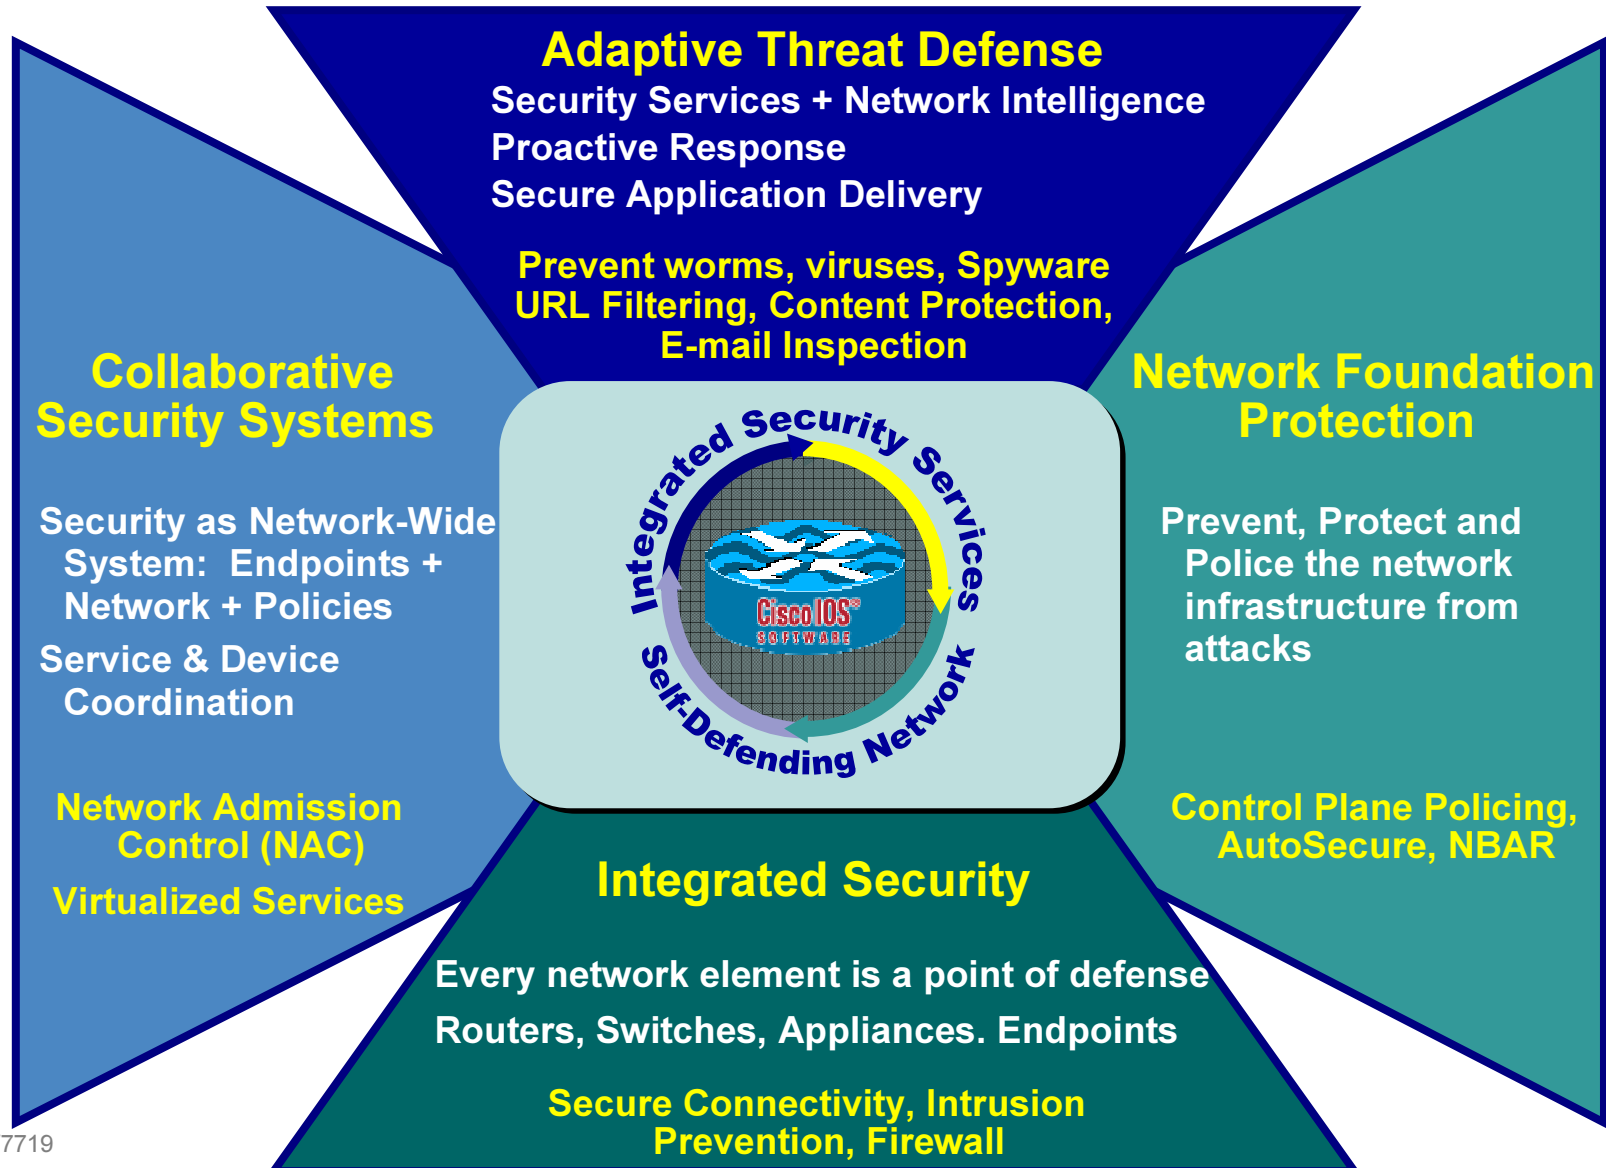 Adaptive Threat Defense
Security Services + Network Intelligence
Proactive Response
Secure Application Delivery
Prevent worms, viruses, Spyware
URL Filtering, Content Protection,
E-mail Inspection
Collaborative
Security Systems
Security as Network-Wide
System:  Endpoints +
Network + Policies
Service & Device
Coordination
Network Admission
Control (NAC)
Virtualized Services
Integrated Security Services
Cisco IOS®
SOFTWARE
Self-Defending Network
Network Foundation
Protection
Prevent, Protect and
Police the network
infrastructure from
attacks
Control Plane Policing,
AutoSecure, NBAR
Integrated Security
Every network element is a point of defense
Routers, Switches, Appliances. Endpoints
Secure Connectivity, Intrusion
Prevention, Firewall
7719